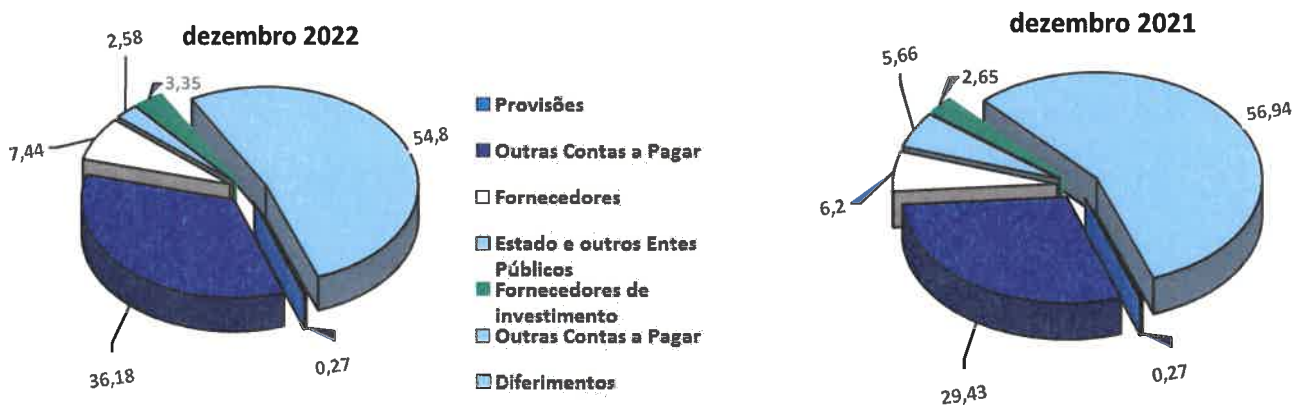 dezembro 2022
2,58
3,35
7,44
54,8
36,18
0,27
Provisões
Outras Contas a Pagar
Fornecedores
Estado e outros Entes
Públicos
Fornecedores de
investimento
Outras Contas a Pagar
Diferimentos
dezembro 2021
5,66
2,65
56,94
6,2
29,43
0,27